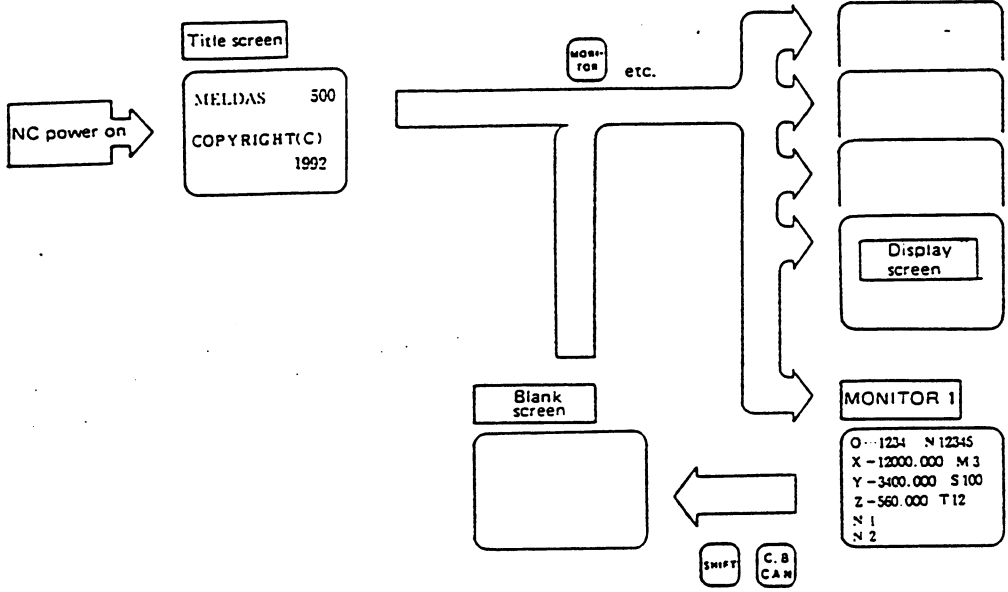 Title screen
NC power on
MELDAS 500
COPYRIGHT(C)
1992
MONI-
TOR
etc.
Display
screen
Blank
screen
MONITOR 1
O ··· 1234 N 12345
X -12000.000 M 3
Y -3400.000 S 100
Z -560.000 T 12
N 1
N 2
SHIFT
C.B
CAN